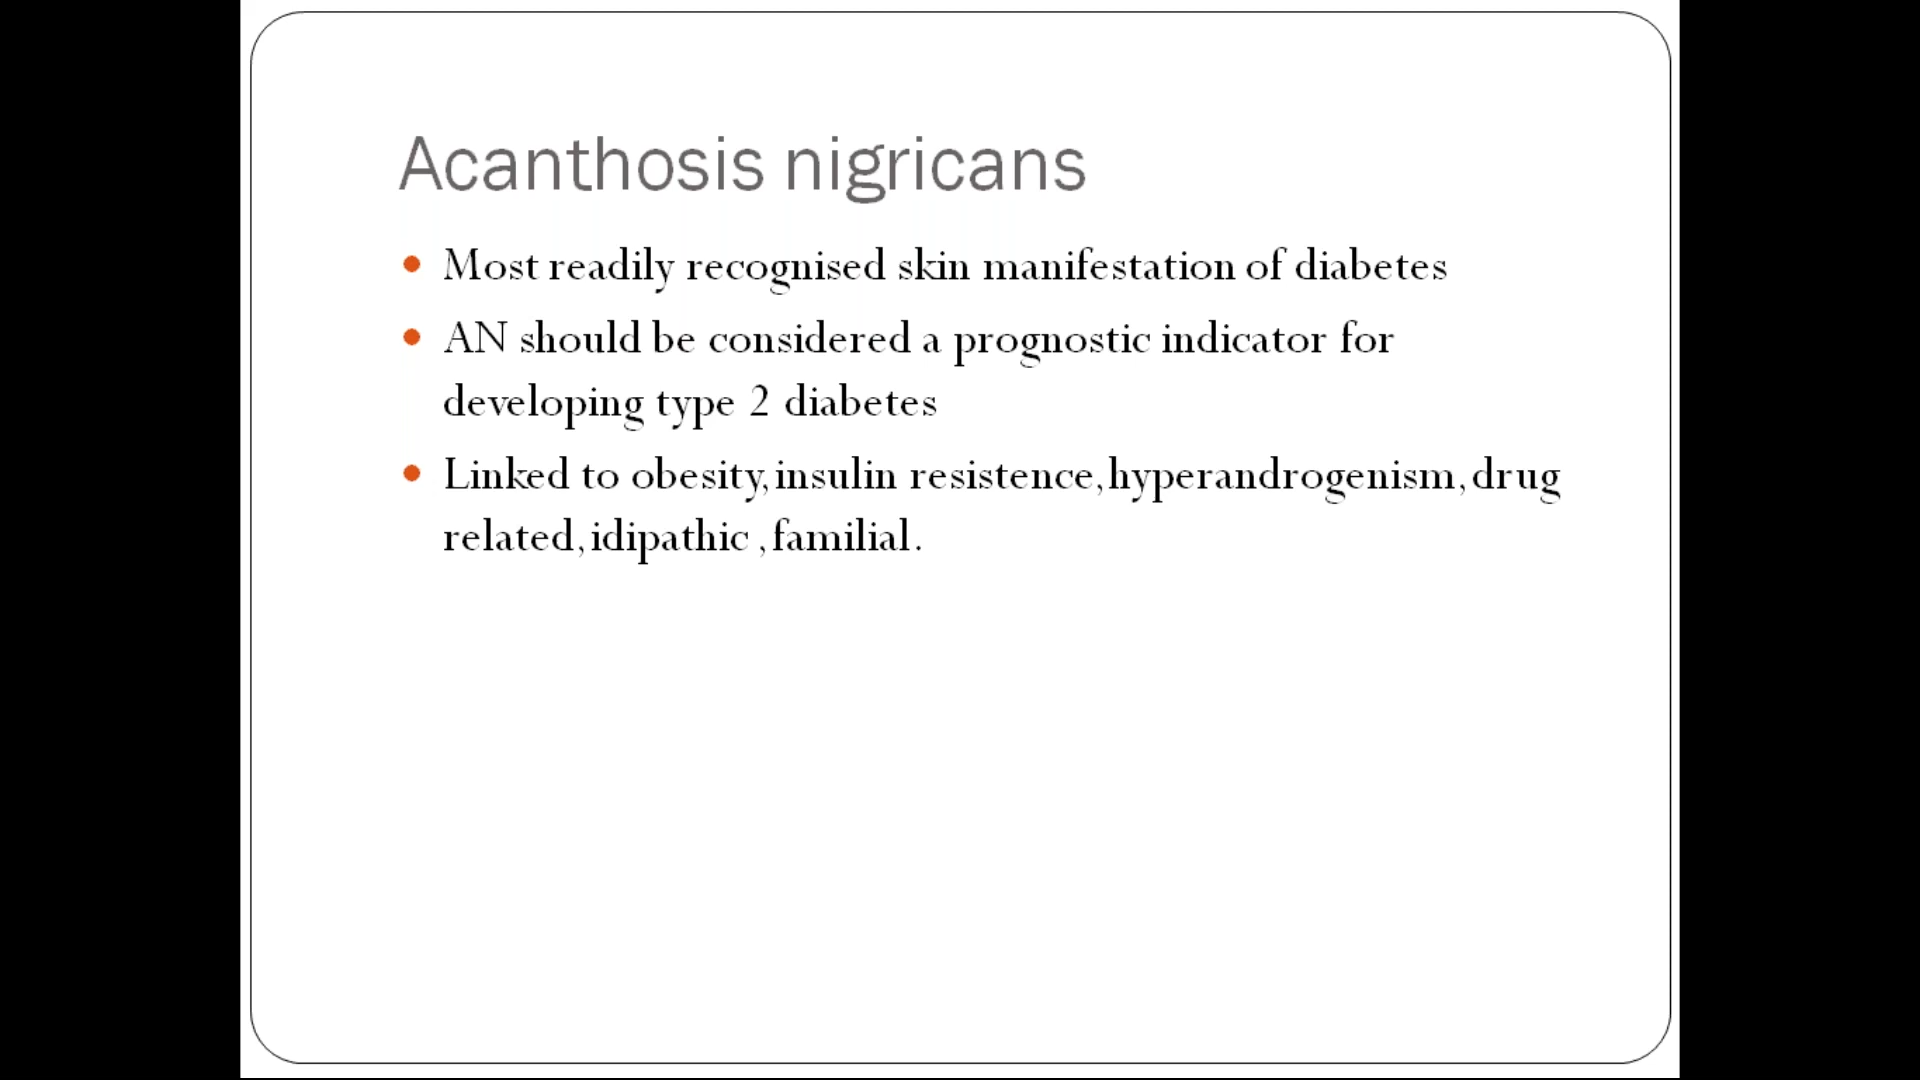 Acanthosis nigricans
• Most readily recognised skin manifestation of diabetes
• AN should be considered a prognostic indicator for
developing type 2 diabetes
• Linked to obesity,insulin resistence,hyperandrogenism,drug
related,idipathic ,familial.